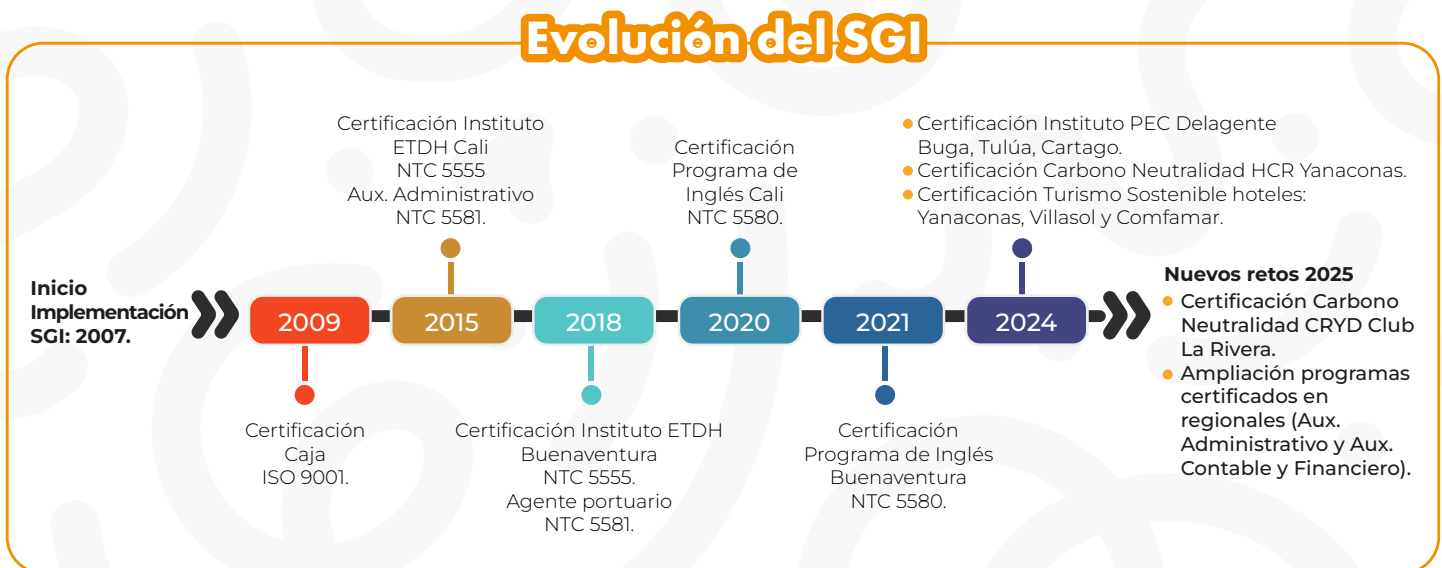 Evolución del SGI
Inicio
Implementación
SGI: 2007.
2009
Certificación
Caja
ISO 9001.
Certificación Instituto
ETDH Cali
NTC 5555
Aux. Administrativo
NTC 5581.
2015
2018
Certificación Instituto ETDH
Buenaventura
NTC 5555.
Agente portuario
NTC 5581.
Certificación
Programa de
Inglés Cali
NTC 5580.
2020
2021
Certificación
Programa de Inglés
Buenaventura
NTC 5580.
Certificación Instituto PEC Delagente
Buga, Tulúa, Cartago.
Certificación Carbono Neutralidad HCR Yanaconas.
Certificación Turismo Sostenible hoteles:
Yanaconas, Villasol y Comfamar.
2024
Nuevos retos 2025
Certificación Carbono
Neutralidad CRYD Club
La Rivera.
Ampliación programas
certificados en
regionales (Aux.
Administrativo y Aux.
Contable y Financiero).